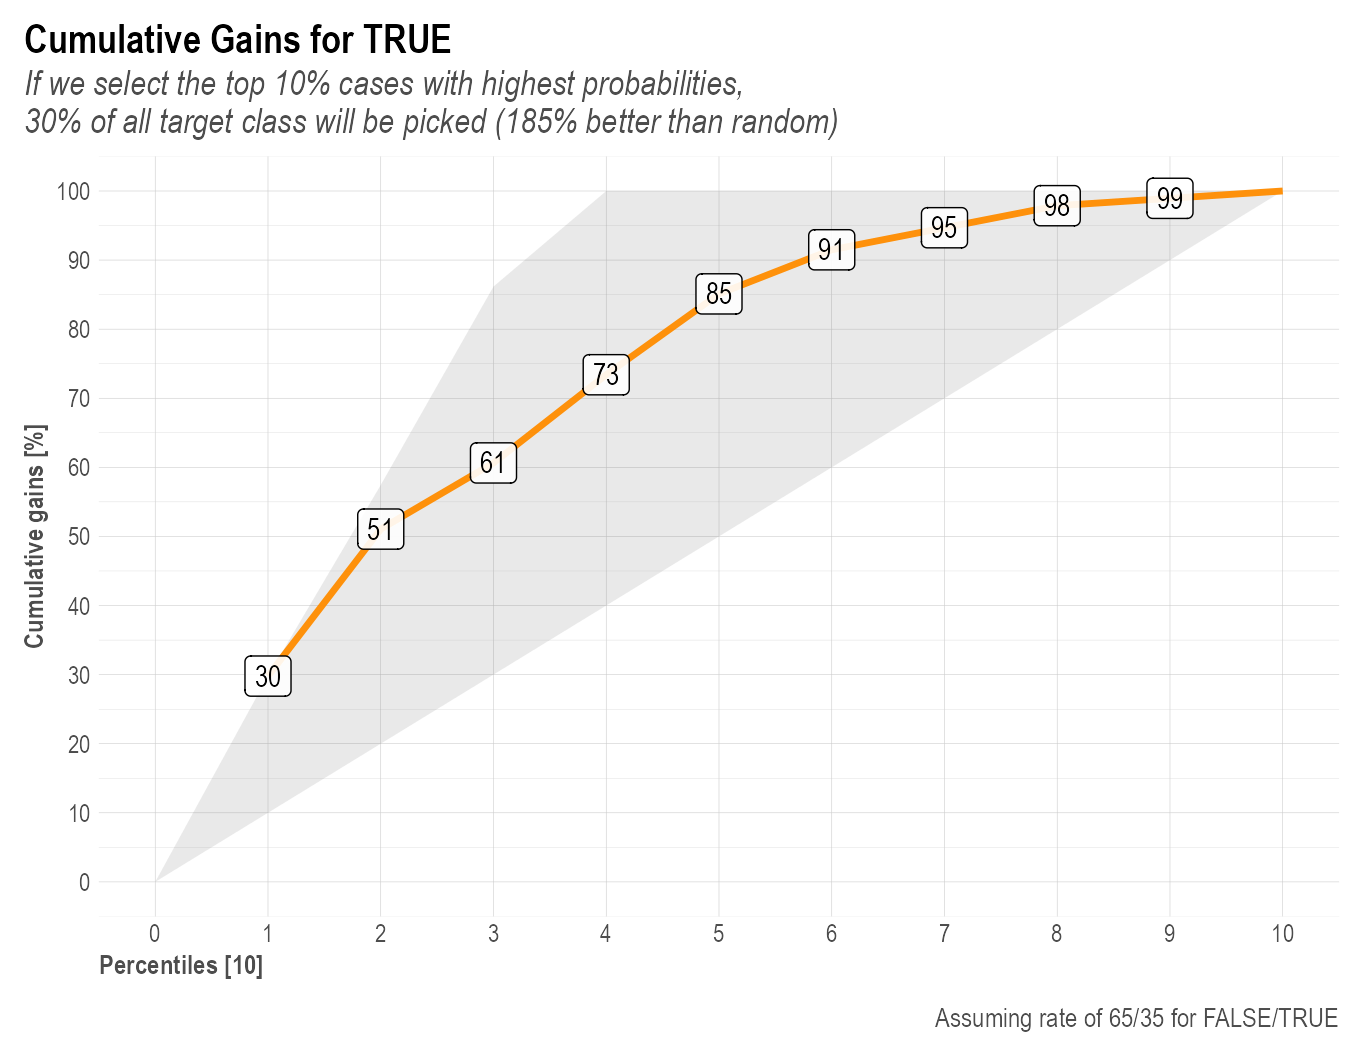 Cumulative Gains for TRUE
If we select the top 10% cases with highest probabilities,
30% of all target class will be picked (185% better than random)
Cumulative gains [%]
100
90
80
70
60
50
40
30
20
10
0
30
51
61
73
85
91
95
98
99
0 1 2 3 4 5 6 7 8 9 10
Percentiles [10]
Assuming rate of 65/35 for FALSE/TRUE